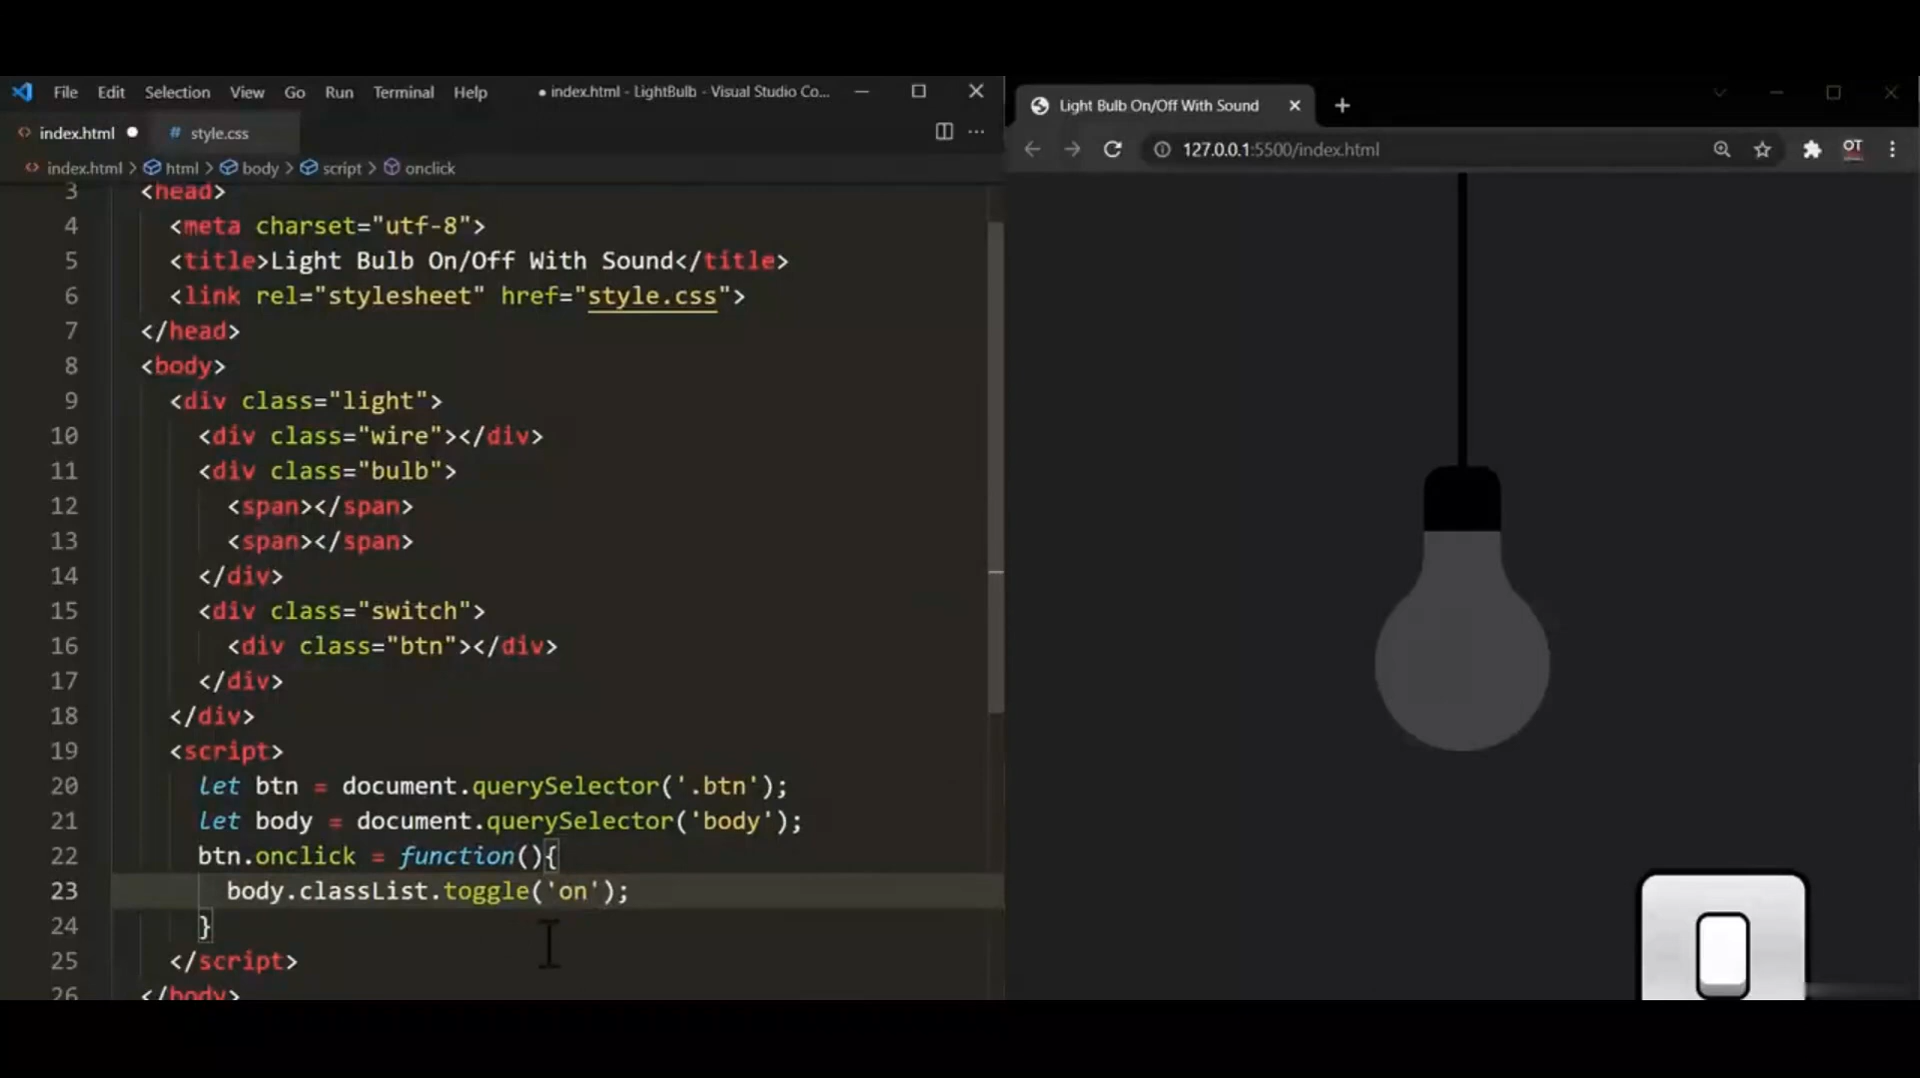 File Edit Selection View Go Run Terminal Help ● index.html - LightBulb - Visual Studio Co...
index.html ● # style.css
index.html > html > body > script > onclick
3 <head>
4 <meta charset="utf-8">
5 <title>Light Bulb On/Off With Sound</title>
6 <link rel="stylesheet" href="style.css">
7 </head>
8 <body>
9 <div class="light">
10 <div class="wire"></div>
11 <div class="bulb">
12 <span></span>
13 <span></span>
14 </div>
15 <div class="switch">
16 <div class="btn"></div>
17 </div>
18 </div>
19 <script>
20 let btn = document.querySelector('.btn');
21 let body = document.querySelector('body');
22 btn.onclick = function(){
23 body.classList.toggle('on');
24 }
25 </script>
26 </body>
Light Bulb On/Off With Sound
127.0.0.1:5500/index.html
OT